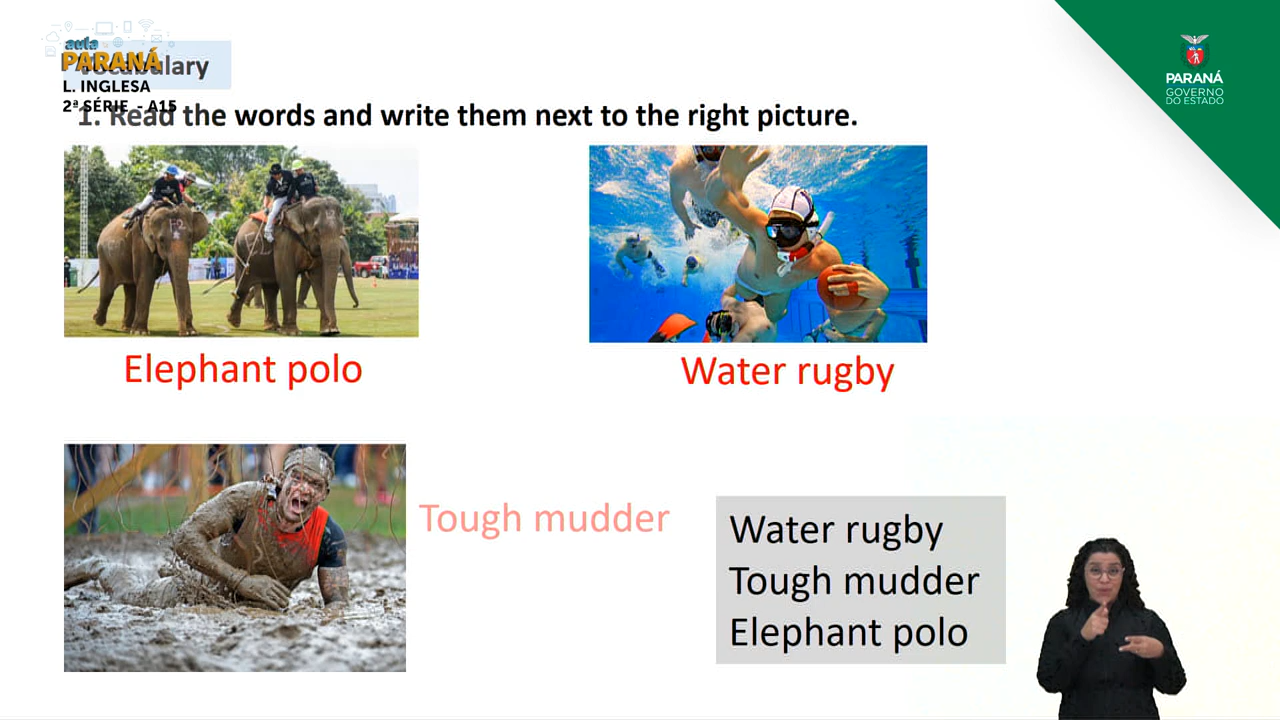 aula
PARANÁ
Vocabulary
L. INGLESA
2ª SÉRIE - A15
1. Read the words and write them next to the right picture.
PARANÁ
GOVERNO
DO ESTADO
Elephant polo
Water rugby
Tough mudder
Water rugby
Tough mudder
Elephant polo